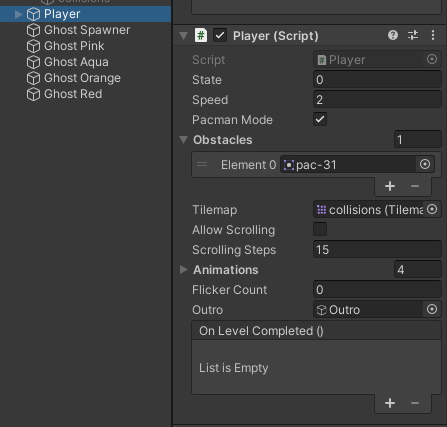 collisions
Player
Ghost Spawner
Ghost Pink
Ghost Aqua
Ghost Orange
Ghost Red
# Player (Script)
Script # Player
State 0
Speed 2
Pacman Mode
Obstacles 1
Element 0 pac-31
+ −
Tilemap collisions (Tilema
Allow Scrolling
Scrolling Steps 15
Animations 4
Flicker Count 0
Outro Outro
On Level Completed ()
List is Empty
+ −